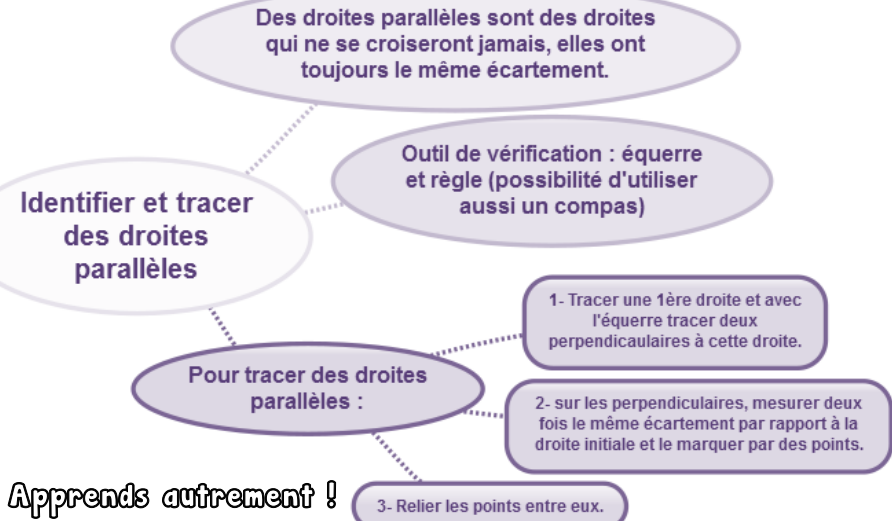 Des droites parallèles sont des droites
qui ne se croiseront jamais, elles ont
toujours le même écartement.
Outil de vérification : équerre
et règle (possibilité d'utiliser
aussi un compas)
Identifier et tracer
des droites
parallèles
1- Tracer une 1ère droite et avec
l'équerre tracer deux
perpendicaulaires à cette droite.
Pour tracer des droites
parallèles :
2- sur les perpendiculaires, mesurer deux
fois le même écartement par rapport à la
droite initiale et le marquer par des points.
3- Relier les points entre eux.
Apprends autrement !